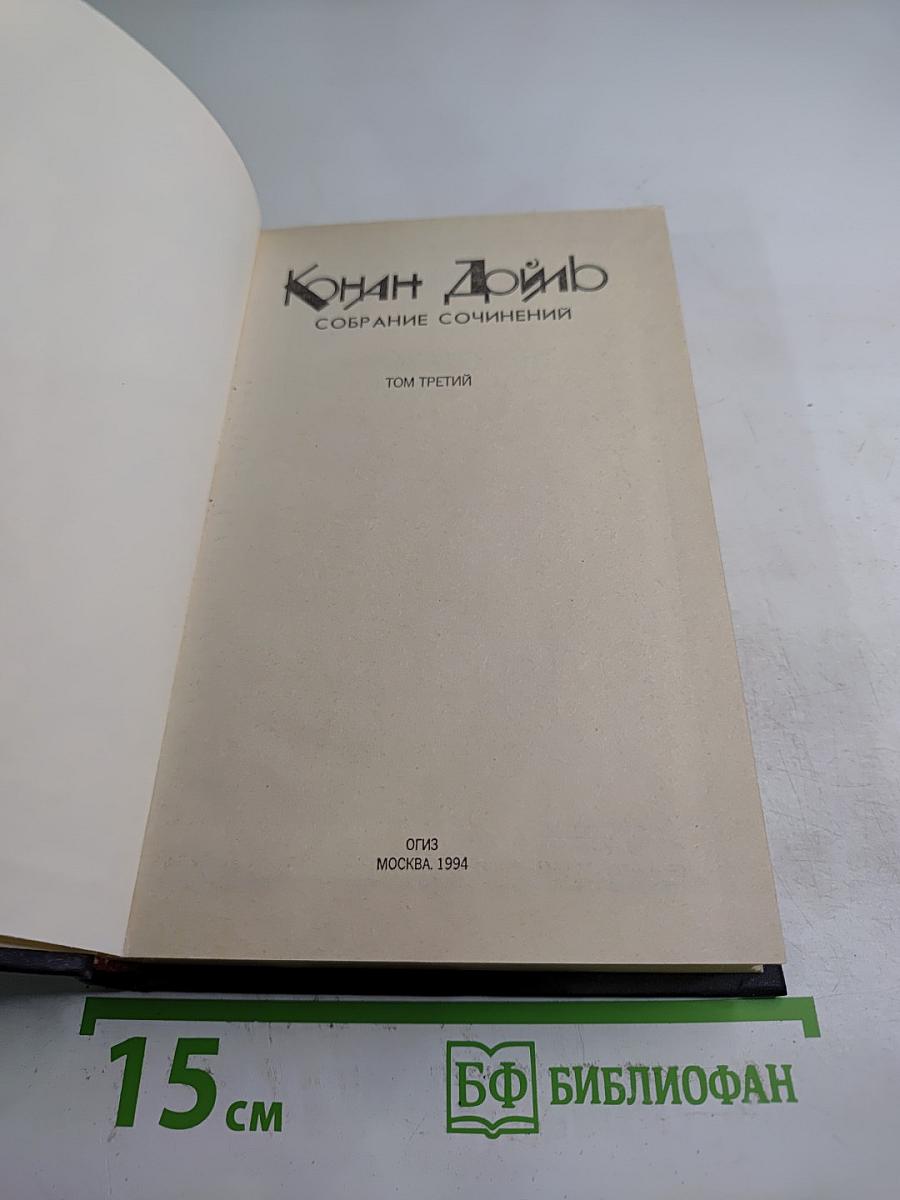 Конан Дойль
СОБРАНИЕ СОЧИНЕНИЙ
ТОМ ТРЕТИЙ
ОГИЗ
МОСКВА. 1994
15 см
БФ БИБЛИОФАН